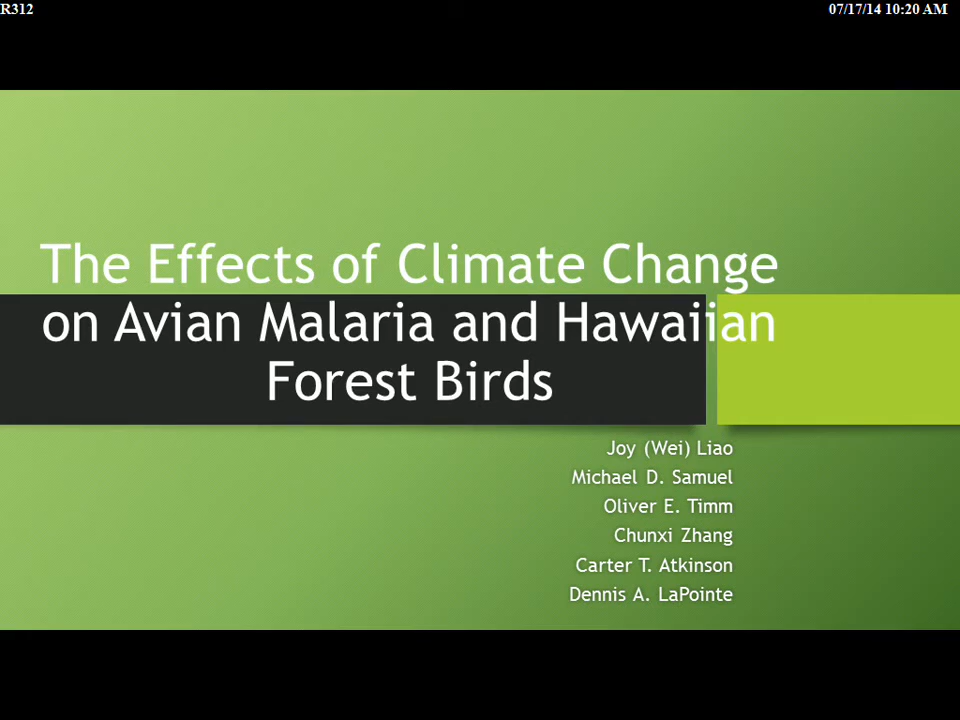 R312
07/17/14 10:20 AM
The Effects of Climate Change
on Avian Malaria and Hawaiian
Forest Birds
Joy (Wei) Liao
Michael D. Samuel
Oliver E. Timm
Chunxi Zhang
Carter T. Atkinson
Dennis A. LaPointe